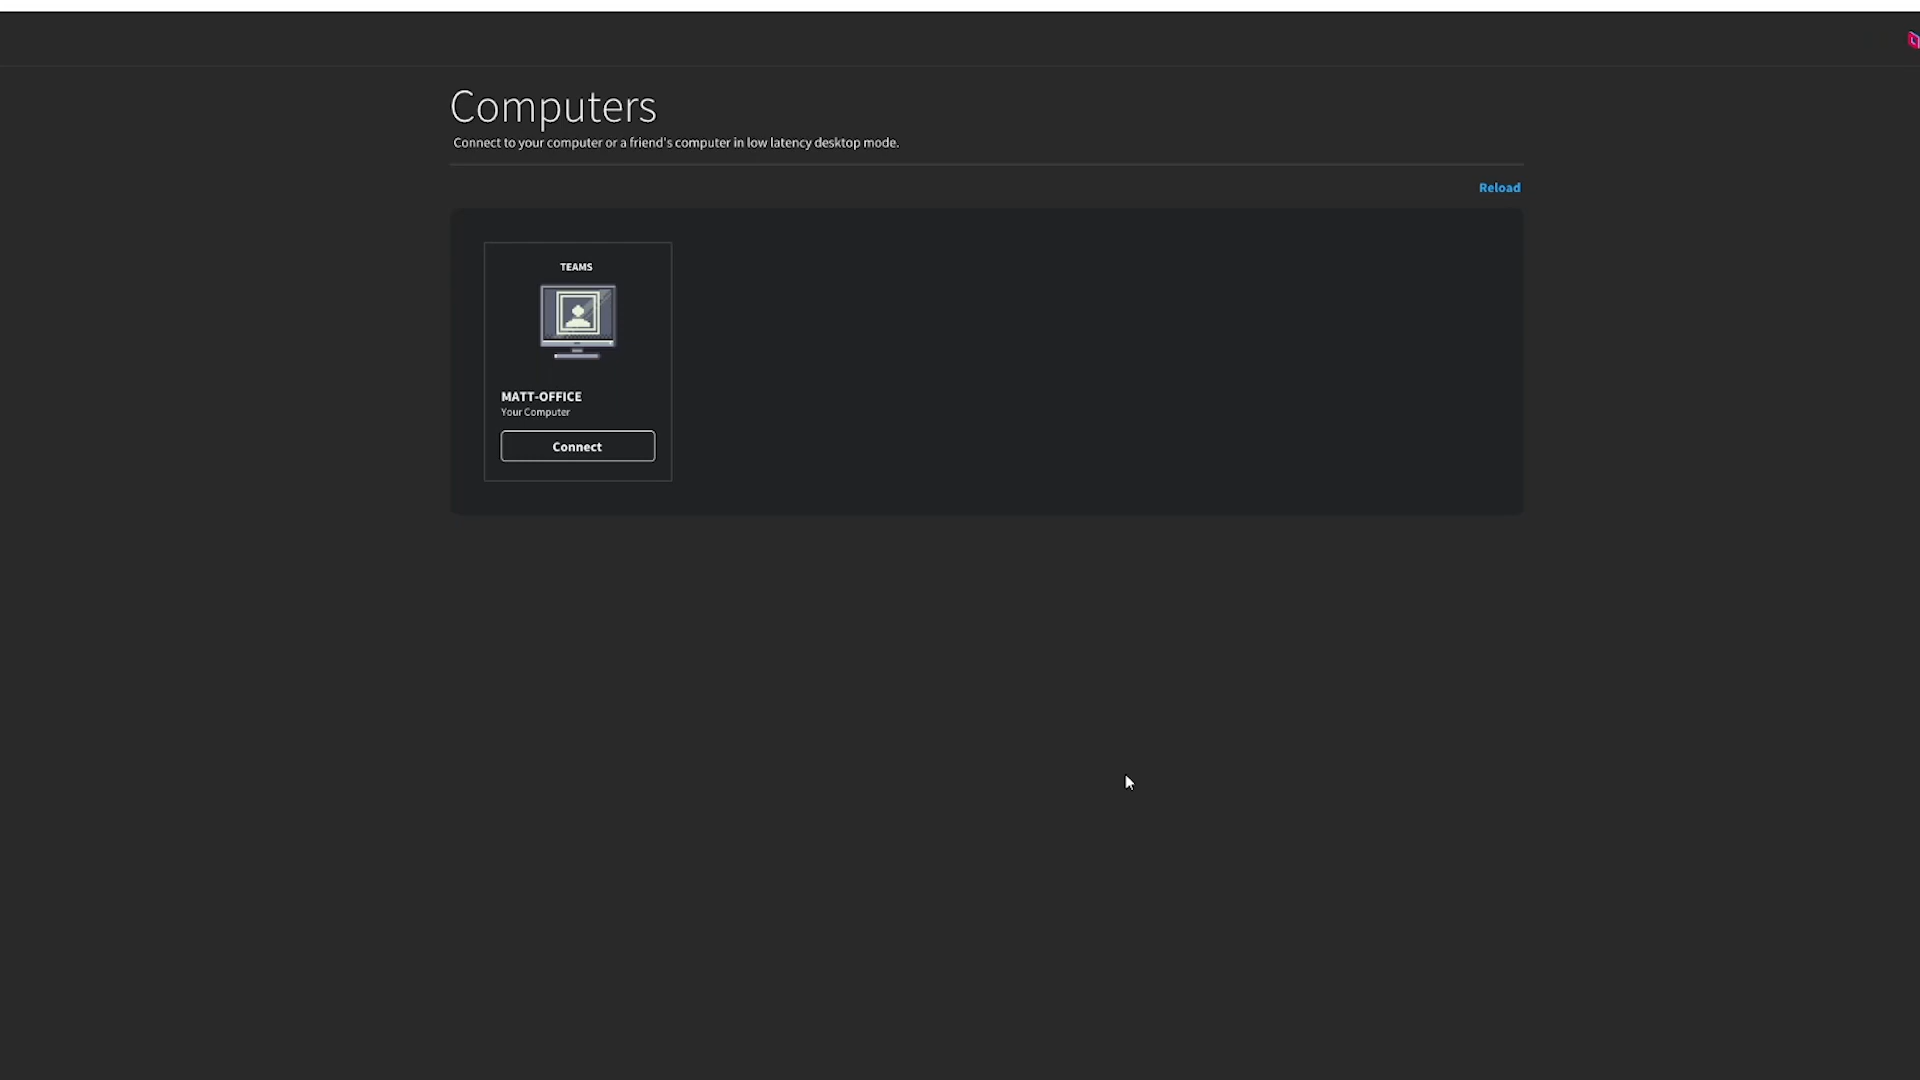 Computers
Connect to your computer or a friend's computer in low latency desktop mode.
Reload
TEAMS
MATT-OFFICE
Your Computer
Connect